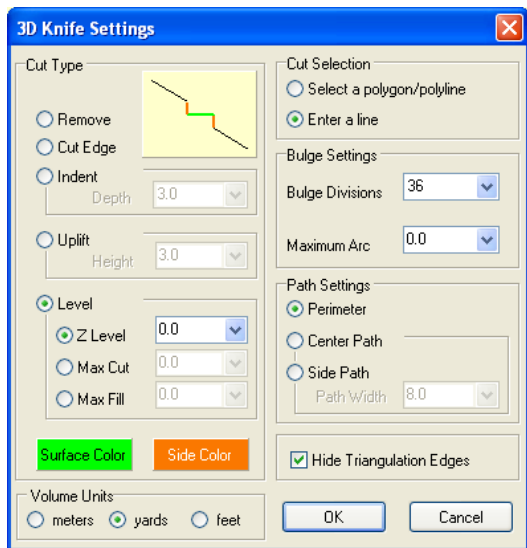 3D Knife Settings
Cut Type
Remove
Cut Edge
Indent
Depth 3.0
Uplift
Height 3.0
Level
Z Level 0.0
Max Cut 0.0
Max Fill 0.0
Surface Color Side Color
Volume Units
meters yards feet
Cut Selection
Select a polygon/polyline
Enter a line
Bulge Settings
Bulge Divisions 36
Maximum Arc 0.0
Path Settings
Perimeter
Center Path
Side Path
Path Width 8.0
Hide Triangulation Edges
OK Cancel